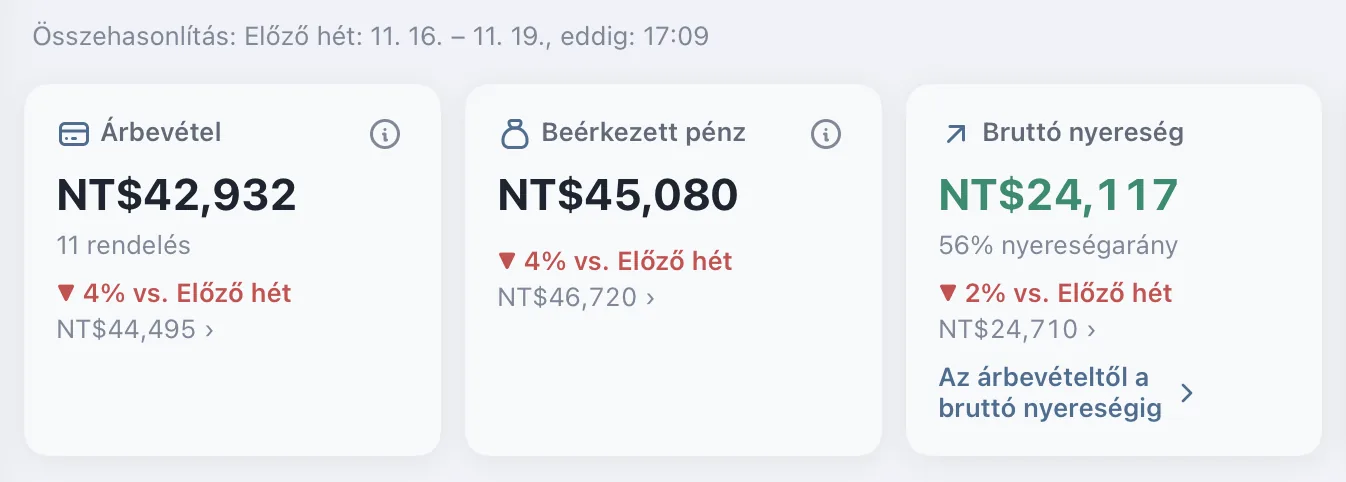 Összehasonlítás: Előző hét: 11. 16. – 11. 19., eddig: 17:09
Árbevétel
NT$42,932
11 rendelés
▼ 4% vs. Előző hét
NT$44,495 ›
Beérkezett pénz
NT$45,080
▼ 4% vs. Előző hét
NT$46,720 ›
Bruttó nyereség
NT$24,117
56% nyereségarány
▼ 2% vs. Előző hét
NT$24,710 ›
Az árbevételtől a
bruttó nyereségig